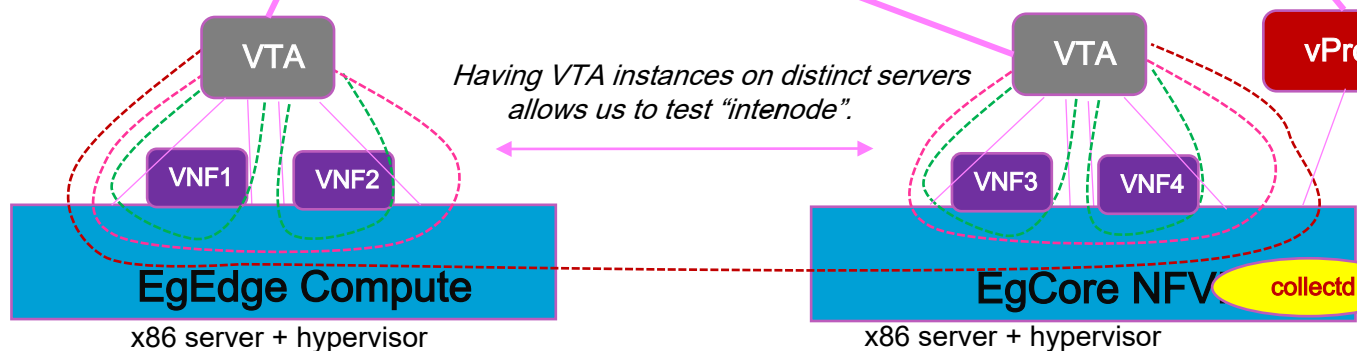 VTA
VTA
vPre
Having VTA instances on distinct servers
allows us to test “intenode”.
VNF1
VNF2
VNF3
VNF4
EgEdge Compute
EgCore NFV
collectd
x86 server + hypervisor
x86 server + hypervisor